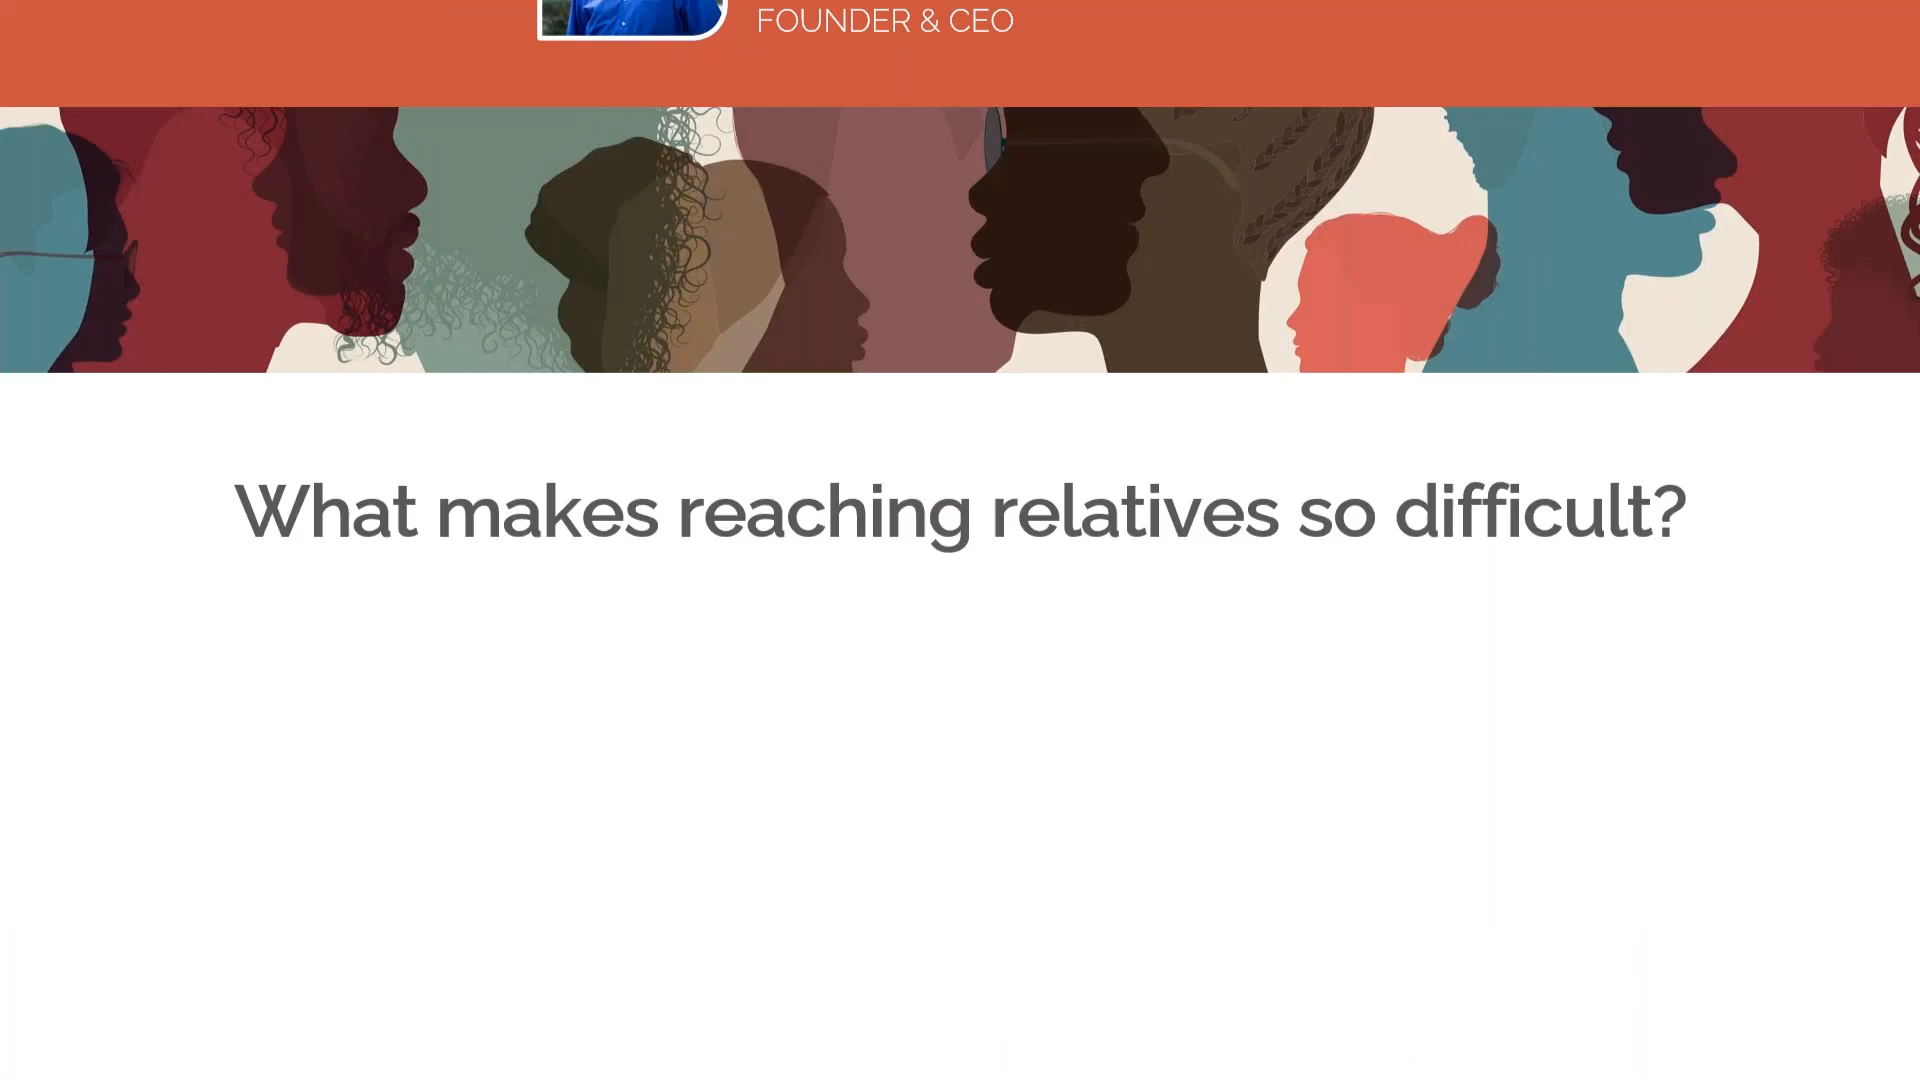 FOUNDER & CEO
What makes reaching relatives so difficult?